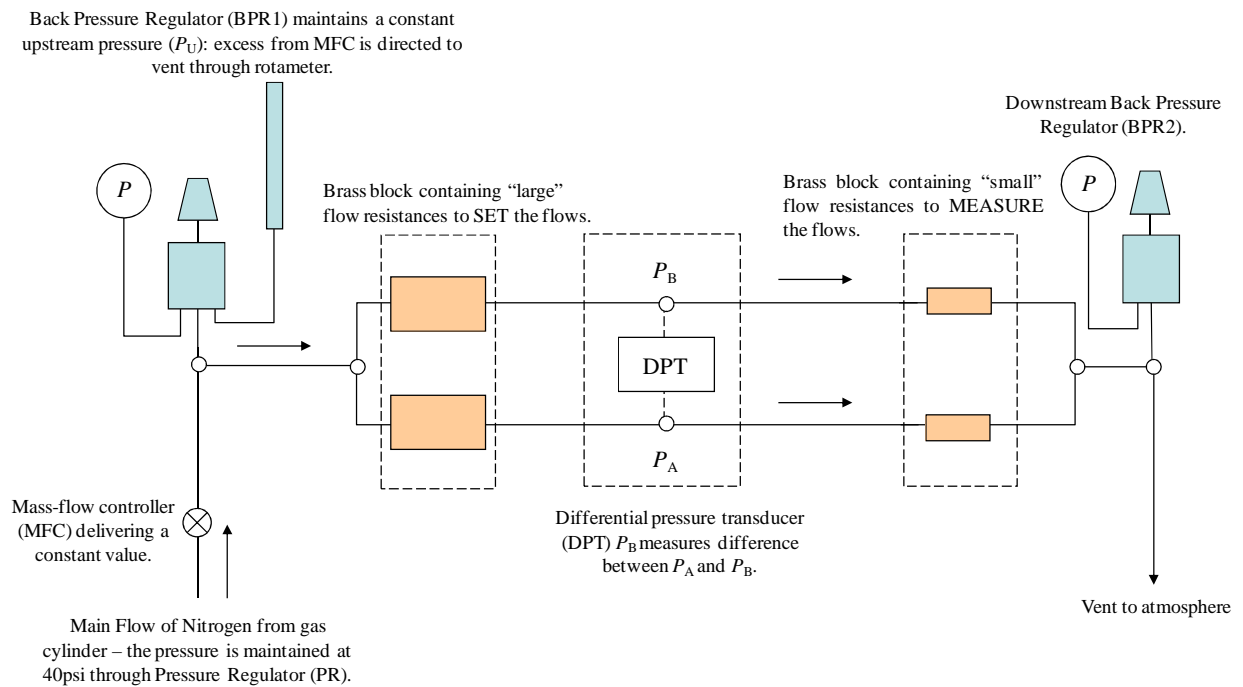 Back Pressure Regulator (BPR1) maintains a constant
upstream pressure (PU): excess from MFC is directed to
vent through rotameter.
Downstream Back Pressure
Regulator (BPR2).
P
P
Brass block containing “large”
flow resistances to SET the flows.
Brass block containing “small”
flow resistances to MEASURE
the flows.
PB
DPT
PA
Mass-flow controller
(MFC) delivering a
constant value.
Differential pressure transducer
(DPT) PB measures difference
between PA and PB.
Main Flow of Nitrogen from gas
cylinder – the pressure is maintained at
40psi through Pressure Regulator (PR).
Vent to atmosphere